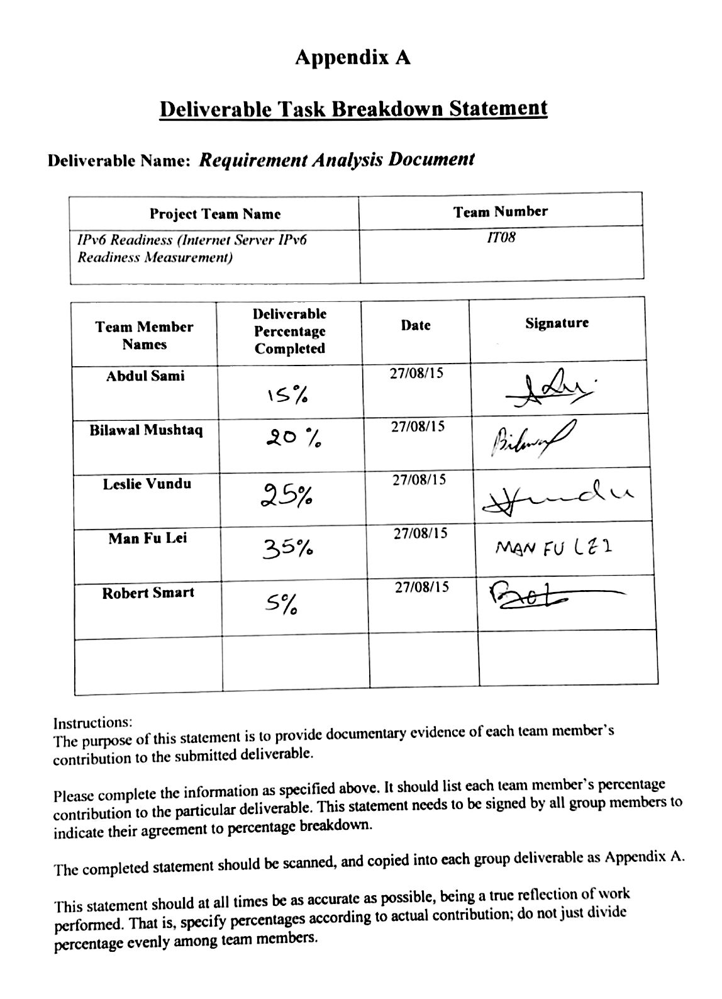 Appendix A
Deliverable Task Breakdown Statement
Deliverable Name: Requirement Analysis Document
Project Team Name Team Number
IPv6 Readiness (Internet Server IPv6 IT08
Readiness Measurement)
Team Member Names Deliverable Percentage Completed Date Signature
Abdul Sami 15% 27/08/15
Bilawal Mushtaq 20% 27/08/15 Bilawal
Leslie Vundu 25% 27/08/15 Vundu
Man Fu Lei 35% 27/08/15 MAN FU LEI
Robert Smart 5% 27/08/15
Instructions:
The purpose of this statement is to provide documentary evidence of each team member's
contribution to the submitted deliverable.
Please complete the information as specified above. It should list each team member's percentage
contribution to the particular deliverable. This statement needs to be signed by all group members to
indicate their agreement to percentage breakdown.
The completed statement should be scanned, and copied into each group deliverable as Appendix A.
This statement should at all times be as accurate as possible, being a true reflection of work
performed. That is, specify percentages according to actual contribution; do not just divide
percentage evenly among team members.